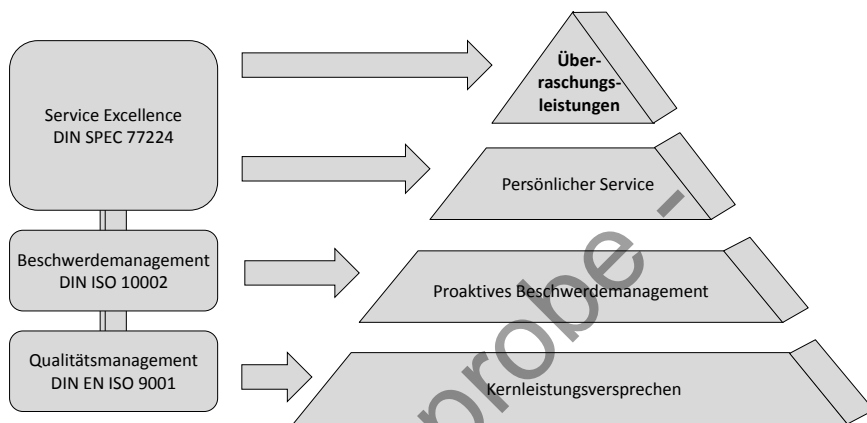 Service Excellence
DIN SPEC 77224
Beschwerdemanagement
DIN ISO 10002
Qualitätsmanagement
DIN EN ISO 9001
Über-
raschungs-
leistungen
Persönlicher Service
Proaktives Beschwerdemanagement
Kernleistungsversprechen
probe -